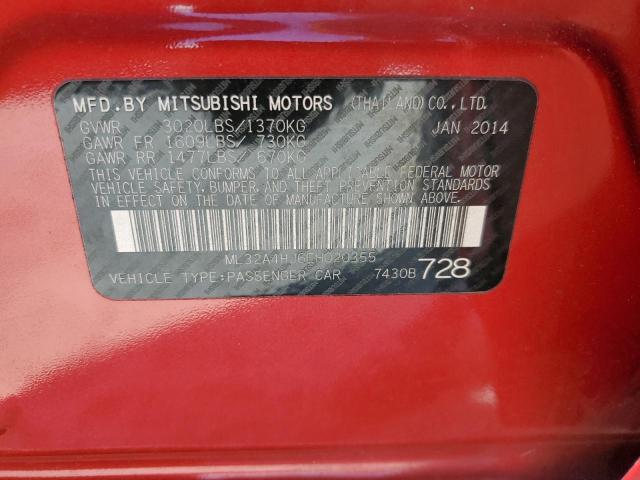 MFD.BY MITSUBISHI MOTORS (THAILAND) CO.,LTD.
GVWR 3020LBS/1370KG JAN 2014
GAWR FR 1609LBS/ 730KG
GAWR RR 1477LBS/ 670KG
THIS VEHICLE CONFORMS TO ALL APPLICABLE FEDERAL MOTOR
VEHICLE SAFETY, BUMPER, AND THEFT PREVENTION STANDARDS
IN EFFECT ON THE DATE OF MANUFACTURE SHOWN ABOVE.
ML32A4HJ6EH020355
VEHICLE TYPE:PASSENGER CAR 7430B 728